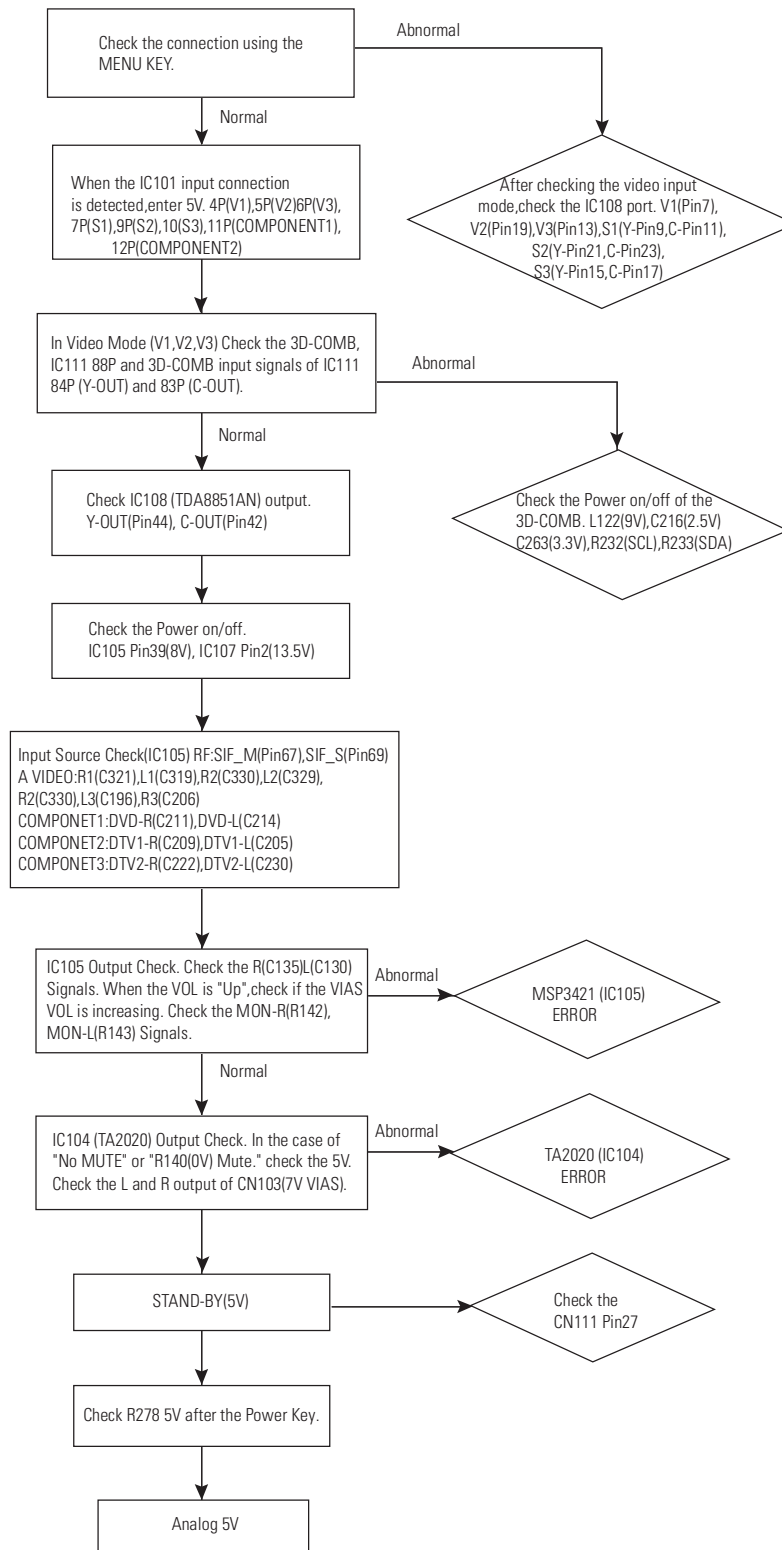 Check the connection using the
MENU KEY.
Abnormal
Normal
When the IC101 input connection
is detected,enter 5V. 4P(V1),5P(V2)6P(V3),
7P(S1),9P(S2),10(S3),11P(COMPONENT1),
12P(COMPONENT2)
After checking the video input
mode,check the IC108 port. V1(Pin7),
V2(Pin19),V3(Pin13),S1(Y-Pin9,C-Pin11),
S2(Y-Pin21,C-Pin23),
S3(Y-Pin15,C-Pin17)
In Video Mode (V1,V2,V3) Check the 3D-COMB,
IC111 88P and 3D-COMB input signals of IC111
84P (Y-OUT) and 83P (C-OUT).
Abnormal
Normal
Check IC108 (TDA8851AN) output.
Y-OUT(Pin44), C-OUT(Pin42)
Check the Power on/off of the
3D-COMB. L122(9V),C216(2.5V)
C263(3.3V),R232(SCL),R233(SDA)
Check the Power on/off.
IC105 Pin39(8V), IC107 Pin2(13.5V)
Input Source Check(IC105) RF:SIF_M(Pin67),SIF_S(Pin69)
A VIDEO:R1(C321),L1(C319),R2(C330),L2(C329),
R2(C330),L3(C196),R3(C206)
COMPONET1:DVD-R(C211),DVD-L(C214)
COMPONET2:DTV1-R(C209),DTV1-L(C205)
COMPONET3:DTV2-R(C222),DTV2-L(C230)
IC105 Output Check. Check the R(C135)L(C130)
Signals. When the VOL is "Up",check if the VIAS
VOL is increasing. Check the MON-R(R142),
MON-L(R143) Signals.
Abnormal
MSP3421 (IC105)
ERROR
Normal
IC104 (TA2020) Output Check. In the case of
"No MUTE" or "R140(0V) Mute." check the 5V.
Check the L and R output of CN103(7V VIAS).
Abnormal
TA2020 (IC104)
ERROR
STAND-BY(5V)
Check the
CN111 Pin27
Check R278 5V after the Power Key.
Analog 5V